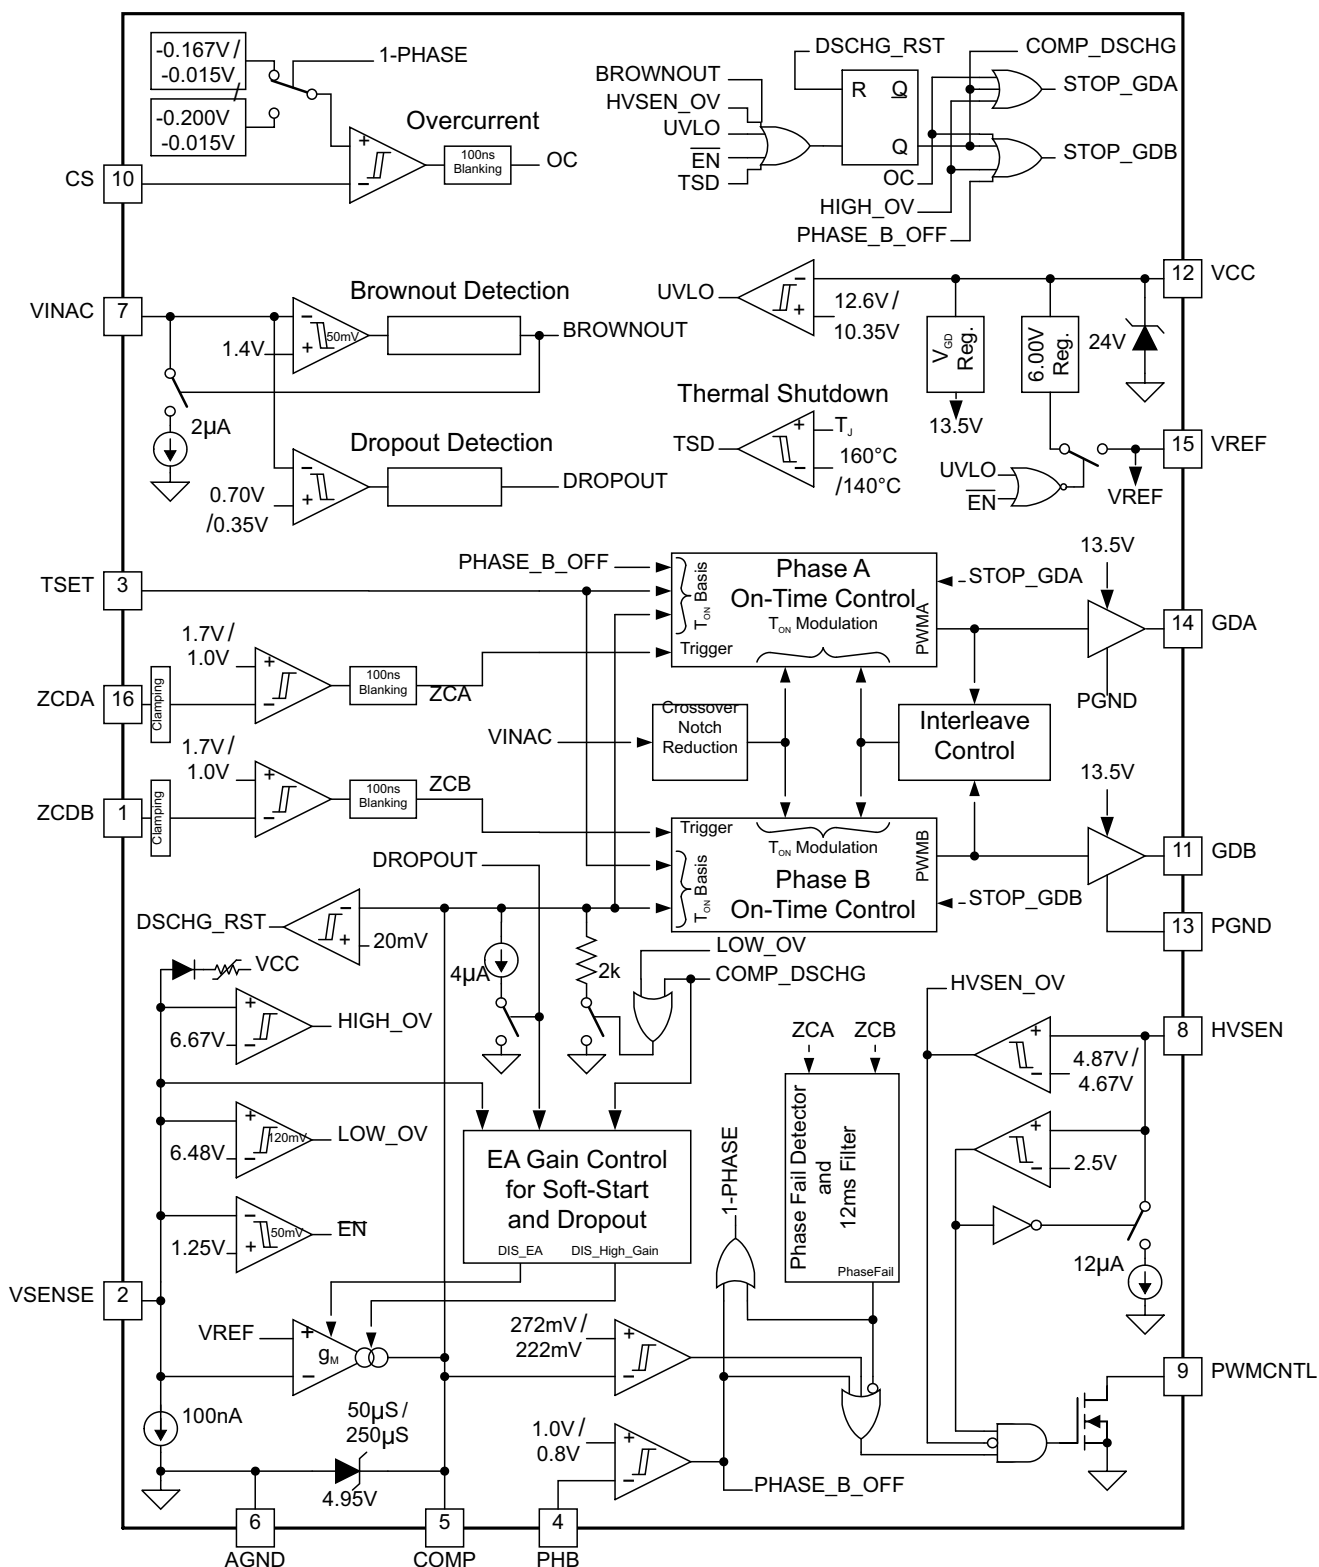 -0.167V /
-0.015V
1-PHASE
-0.200V
-0.015V
Overcurrent
+
−
100ns
Blanking
OC
CS
10
DSCHG_RST
COMP_DSCHG
BROWNOUT
HVSEN_OV
UVLO
EN
TSD
R
Q
Q
STOP_GDA
STOP_GDB
OC
HIGH_OV
PHASE_B_OFF
VINAC
7
Brownout Detection
−
+
50mV
1.4V
BROWNOUT
2µA
Dropout Detection
−
+
0.70V
/0.35V
DROPOUT
UVLO
−
+
12.6V /
10.35V
12
VCC
VGD
Reg.
13.5V
6.00V
Reg.
24V
Thermal Shutdown
TSD
+
−
TJ
160°C
/140°C
15
VREF
UVLO
EN
VREF
TSET
3
PHASE_B_OFF
TON Basis
Phase A
On-Time Control
TON Modulation
Trigger
PWMA
STOP_GDA
13.5V
14
GDA
PGND
1.7V /
1.0V
+
−
100ns
Blanking
ZCA
ZCDA
16
Clamping
VINAC
Crossover
Notch
Reduction
Interleave
Control
1.7V /
1.0V
+
−
100ns
Blanking
ZCB
ZCDB
1
Clamping
Trigger
TON Modulation
TON Basis
Phase B
On-Time Control
PWMB
STOP_GDB
13.5V
11
GDB
13
PGND
DROPOUT
DSCHG_RST
−
+
20mV
4µA
2k
LOW_OV
COMP_DSCHG
VCC
+
−
6.67V
HIGH_OV
+
−
120mV
6.48V
LOW_OV
−
+
50mV
1.25V
EN
EA Gain Control
for Soft-Start
and Dropout
DIS_EA
DIS_High_Gain
1-PHASE
ZCA
ZCB
Phase Fail Detector
and
12ms Filter
PhaseFail
HVSEN_OV
8
HVSEN
+
−
4.87V /
4.67V
+
−
2.5V
12µA
VSENSE
2
VREF
+
−
gM
100nA
50µS /
250µS
4.95V
272mV /
222mV
+
−
1.0V /
0.8V
+
−
PHASE_B_OFF
9
PWMCNTL
6
AGND
5
COMP
4
PHB